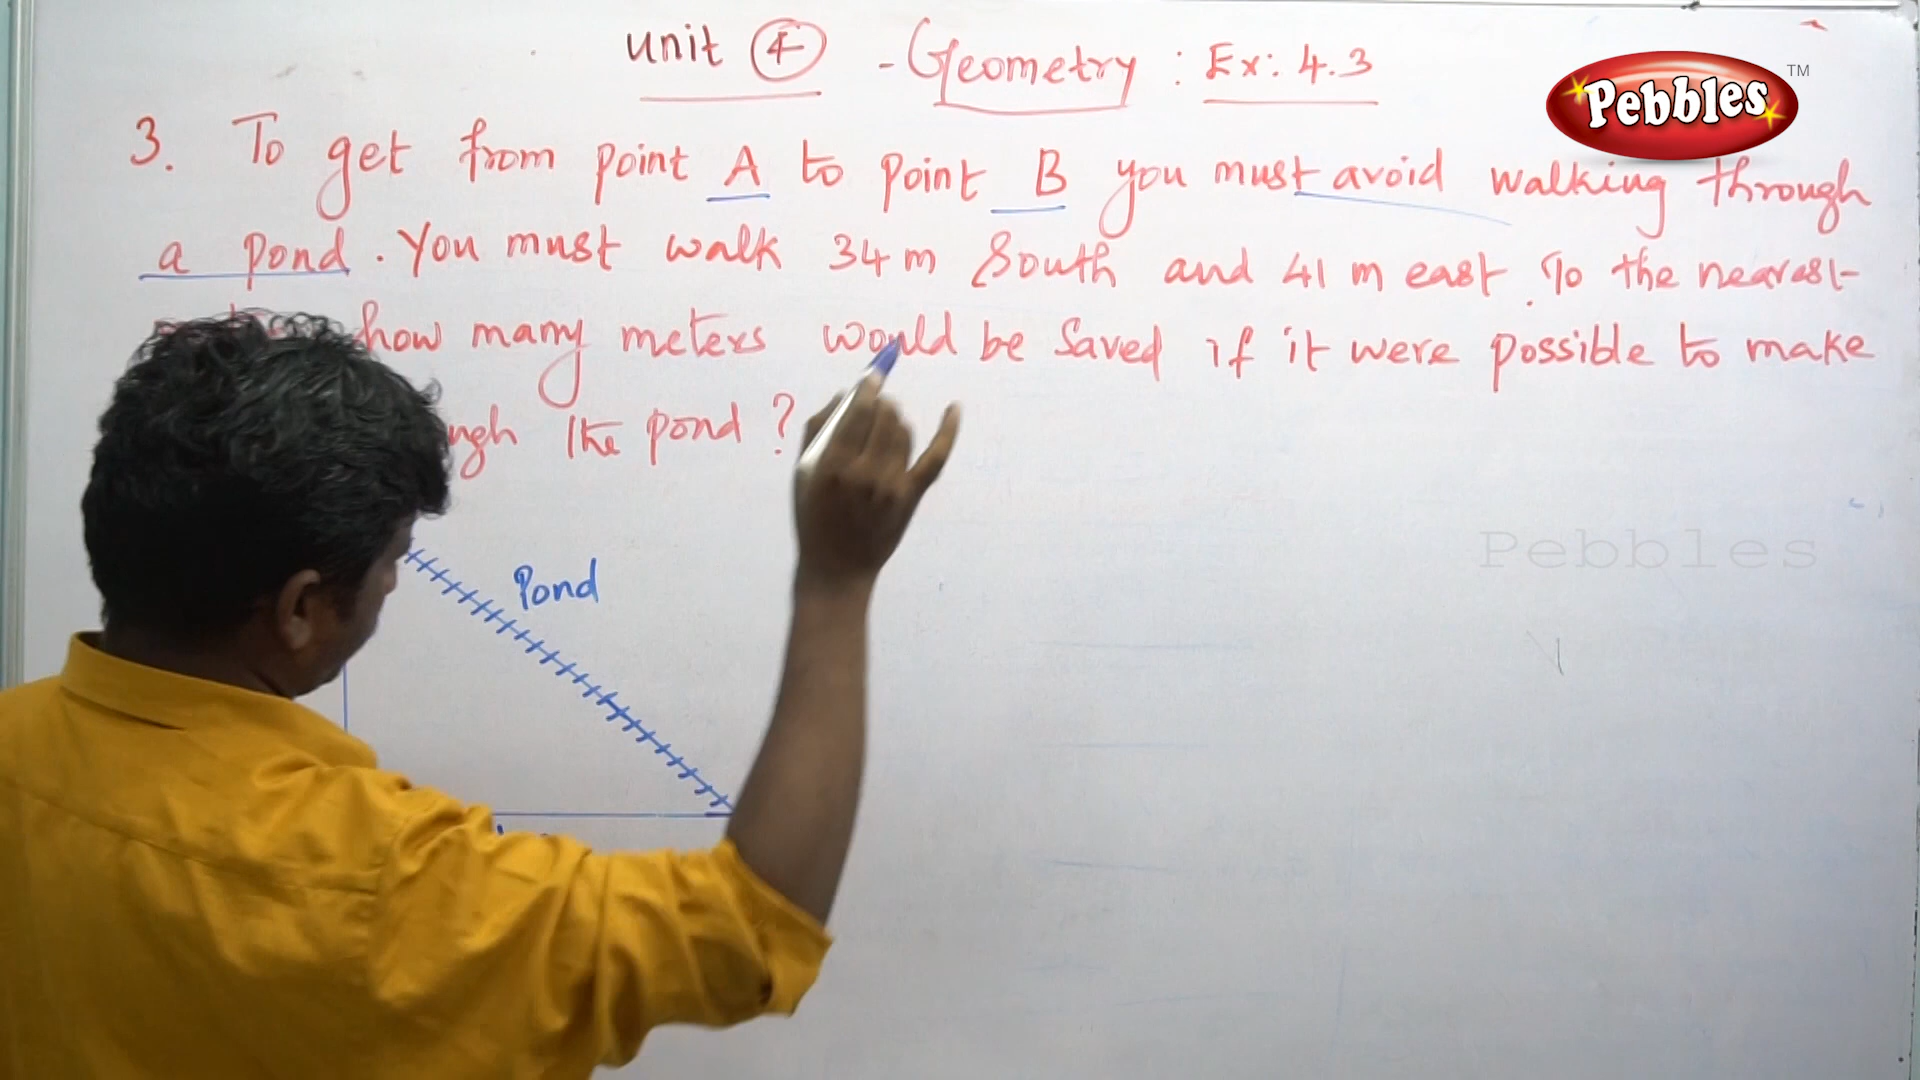 unit 4 - Geometry : Ex: 4.3
Pebbles TM
3. To get from point A to point B you must avoid walking through
a pond. You must walk 34 m South and 41 m east. To the nearest
how many meters would be saved if it were possible to make
the pond ?
Pond
Pebbles